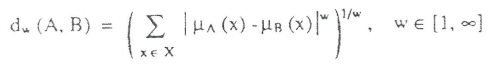 d_w (A, B) = ( ∑_{x ∈ X} | μ_A (x) - μ_B (x)|^w )^{1/w} , w ∈ [1, ∞]